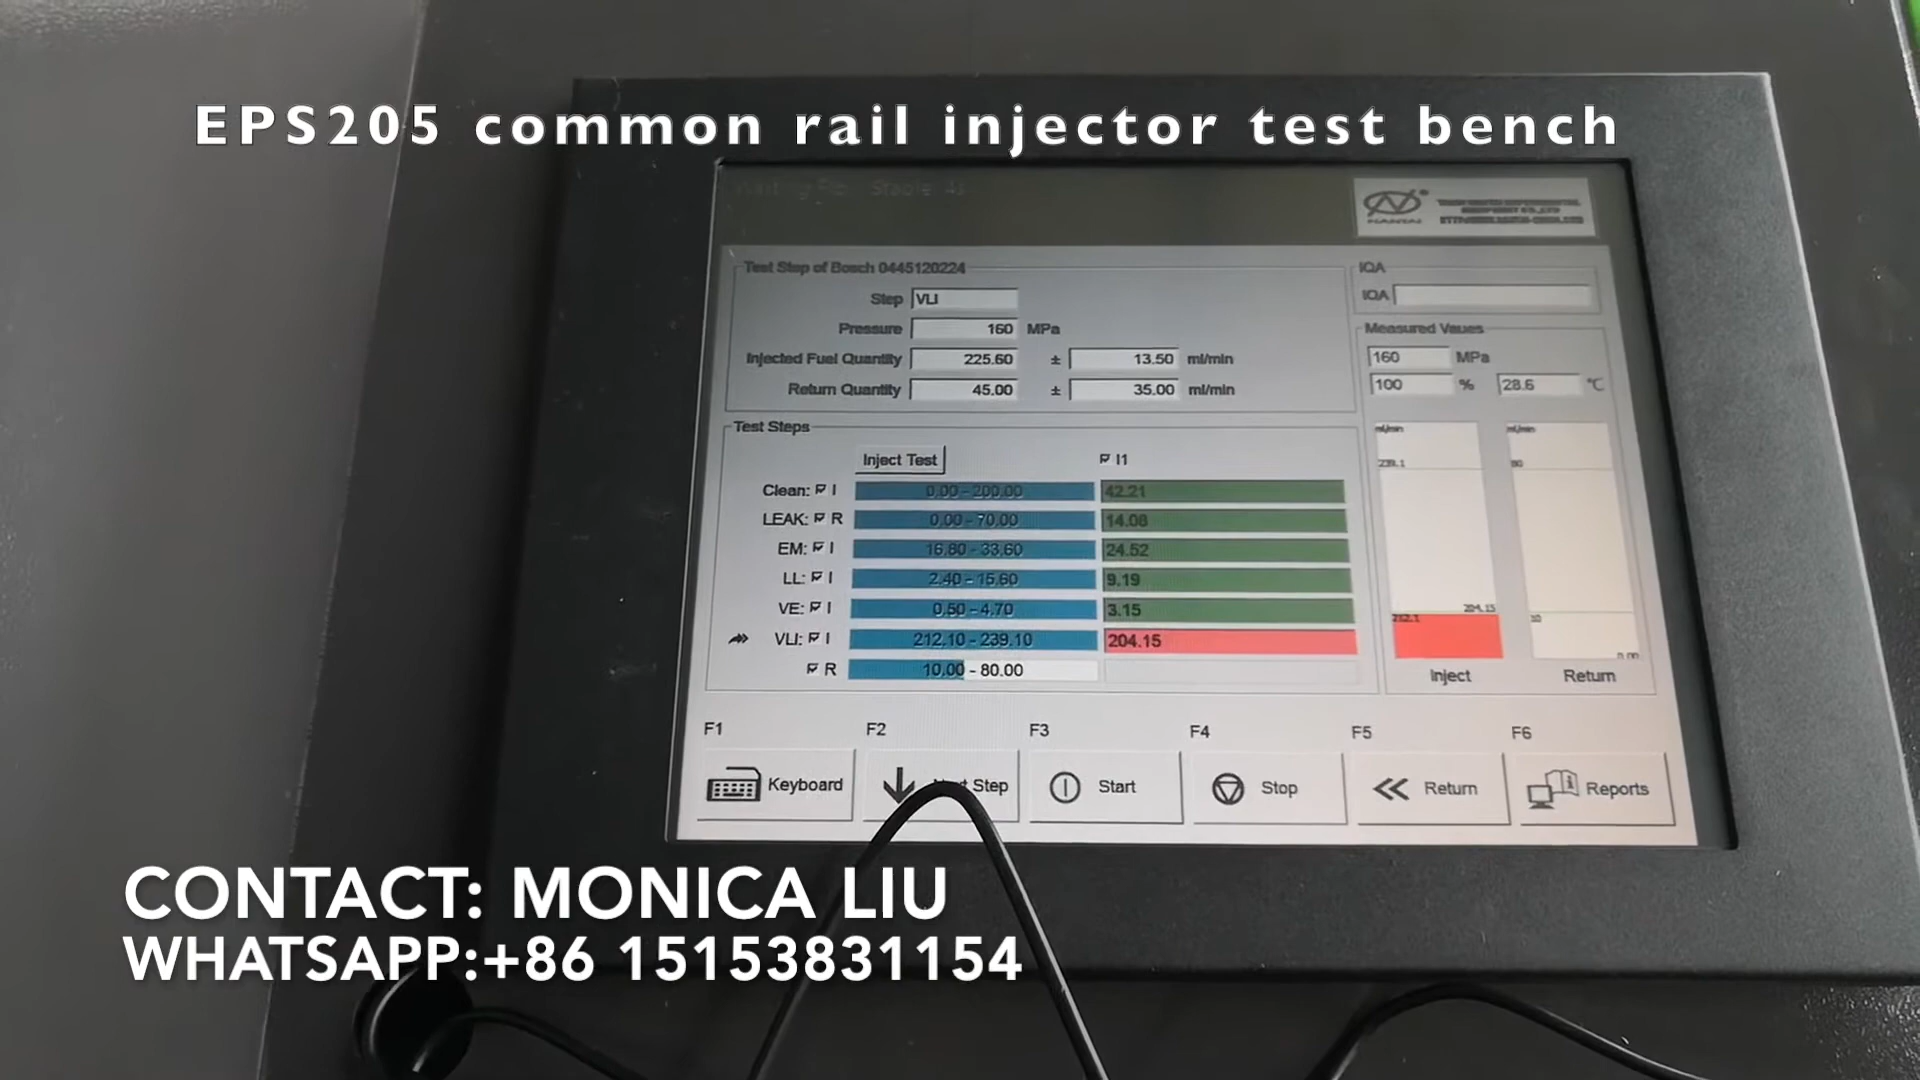 EPS205 common rail injector test bench
NANTAI
Test Step of Bosch 0445120224
Step VLI
Pressure 160 MPa
Injected Fuel Quantity 225.60 ± 13.50 ml/min
Return Quantity 45.00 ± 35.00 ml/min
IQA
IQA
Measured Vaues
160 MPa
100 % 28.6 °C
Test Steps
Inject Test I1
Clean: I 0.00 - 200.00 42.21
LEAK: R 0.00 - 70.00 14.08
EM: I 16.80 - 33.60 24.52
LL: I 2.40 - 15.60 9.19
VE: I 0.50 - 4.70 3.15
VLI: I 212.10 - 239.10 204.15
R 10.00 - 80.00
ml/min ml/min
239.1 80
204.15
212.1 10
0.00
Inject Return
F1 F2 F3 F4 F5 F6
Keyboard Step Start Stop Return Reports
CONTACT: MONICA LIU
WHATSAPP:+86 15153831154